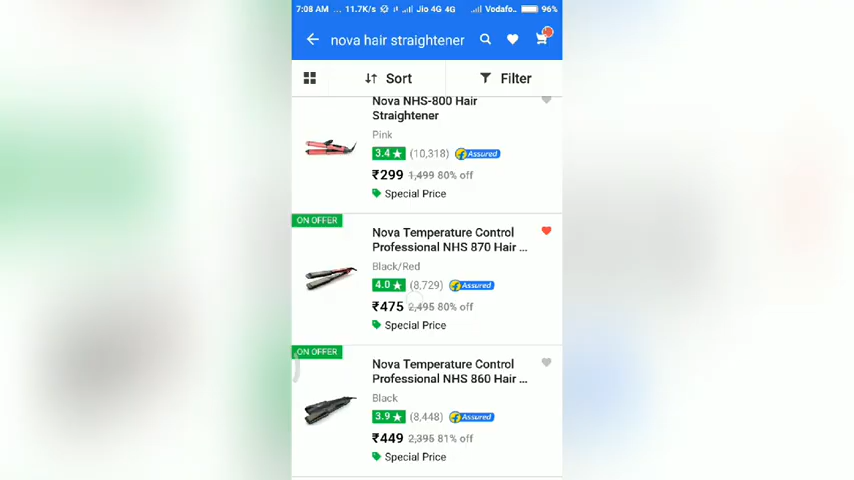 7:08 AM ... 11.7K/s Jio 4G 4G Vodafo.. 96%
nova hair straightener
Sort
Filter
Nova NHS-800 Hair
Straightener
Pink
3.4★ (10,318) Assured
₹299 1,499 80% off
Special Price
ON OFFER
Nova Temperature Control
Professional NHS 870 Hair ...
Black/Red
4.0★ (8,729) Assured
₹475 2,495 80% off
Special Price
ON OFFER
Nova Temperature Control
Professional NHS 860 Hair ...
Black
3.9★ (8,448) Assured
₹449 2,395 81% off
Special Price